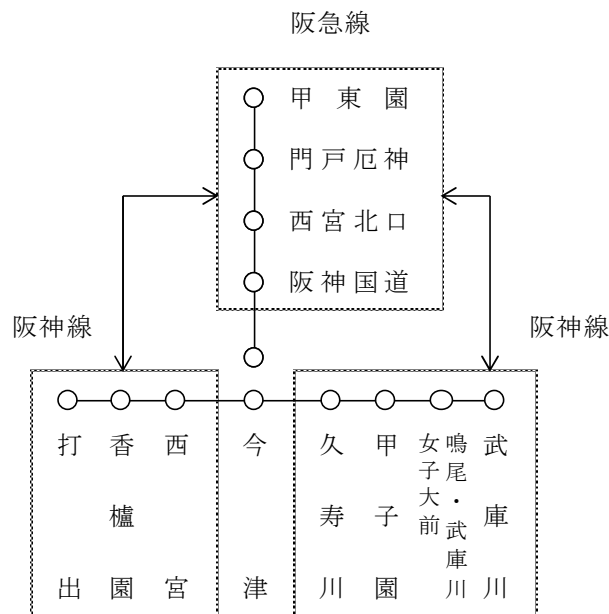 阪急線
甲東園
門戸厄神
西宮北口
阪神国道
阪神線
阪神線
打出
香櫨園
西宮
今津
久寿川
甲子園
鳴尾・武庫川
女子大前
武庫川